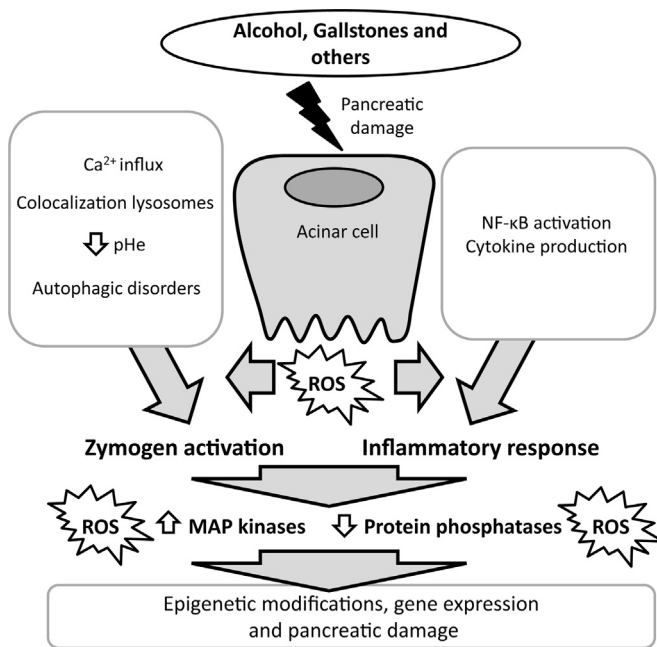 Alcohol, Gallstones and
others
Pancreatic
damage
Ca²⁺ influx
Colocalization lysosomes
pHe
Autophagic disorders
Acinar cell
NF-κB activation
Cytokine production
ROS
Zymogen activation
Inflammatory response
ROS
MAP kinases
Protein phosphatases
ROS
Epigenetic modifications, gene expression
and pancreatic damage